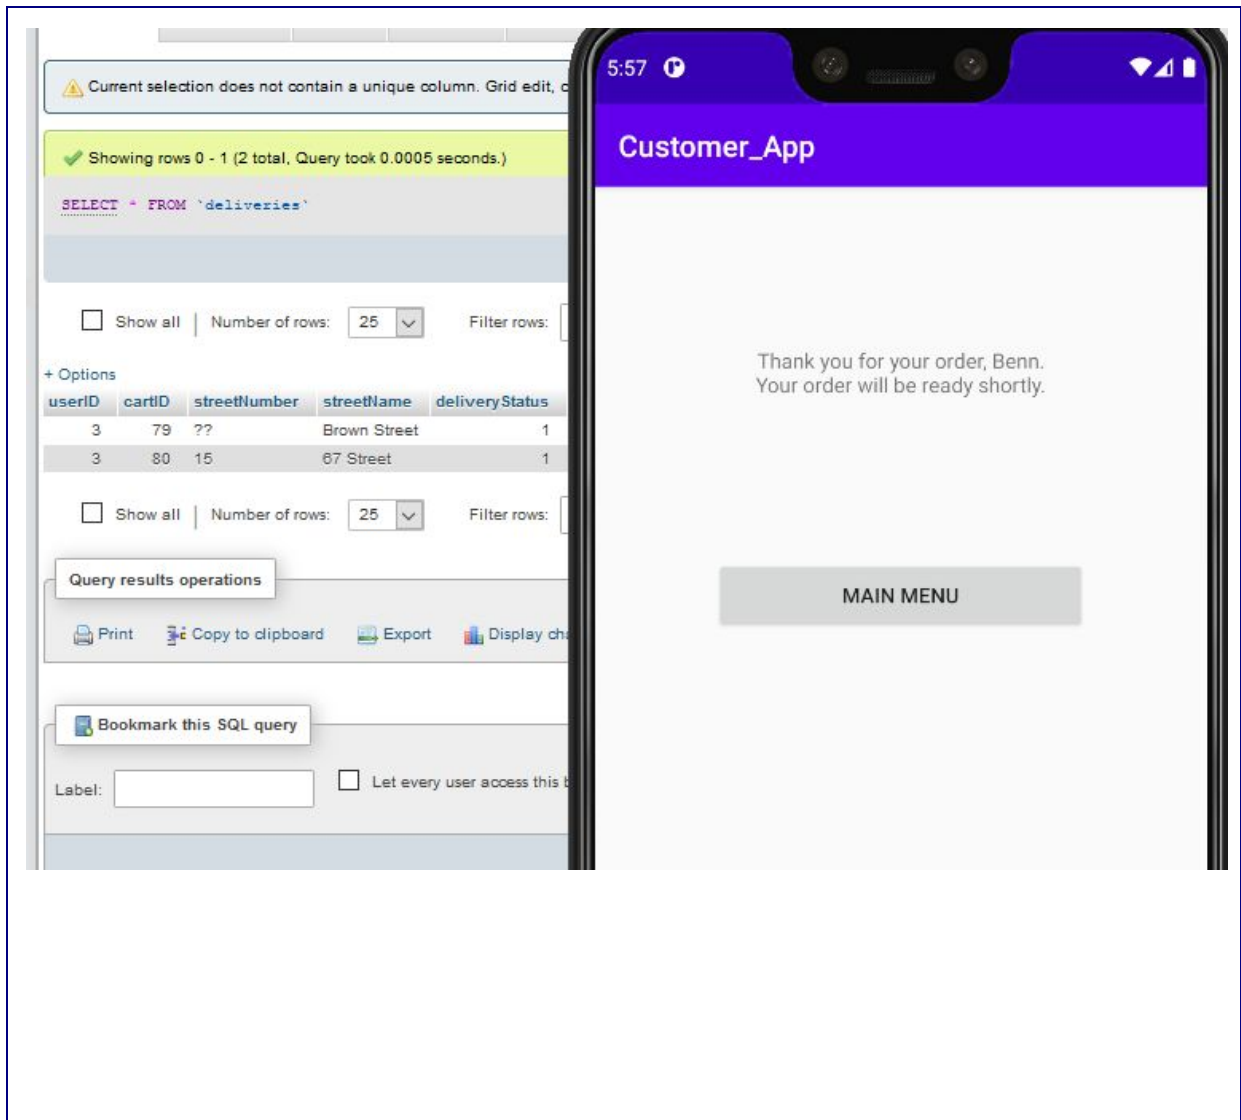 Current selection does not contain a unique column. Grid edit, c
Showing rows 0 - 1 (2 total, Query took 0.0005 seconds.)
SELECT * FROM `deliveries`
Show all | Number of rows: 25 Filter rows:
+ Options
userID cartID streetNumber streetName deliveryStatus
3 79 ?? Brown Street 1
3 80 15 67 Street 1
Show all | Number of rows: 25 Filter rows:
Query results operations
Print Copy to clipboard Export Display cha
Bookmark this SQL query
Label: Let every user access this b
5:57
Customer_App
Thank you for your order, Benn.
Your order will be ready shortly.
MAIN MENU